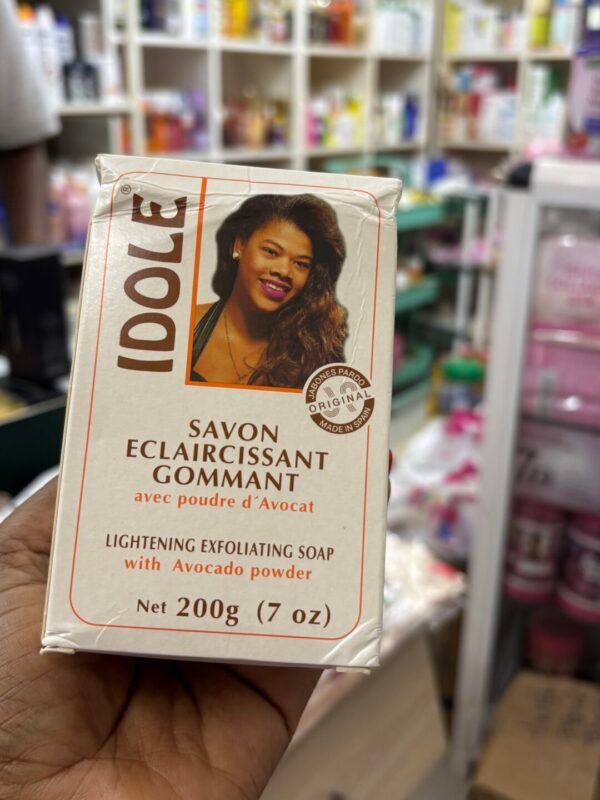 IDOLE
®
JABONES PARDO
ORIGINAL
MADE IN SPAIN
SAVON
ECLAIRCISSANT
GOMMANT
avec poudre d´Avocat
LIGHTENING EXFOLIATING SOAP
with Avocado powder
Net 200g (7 oz)